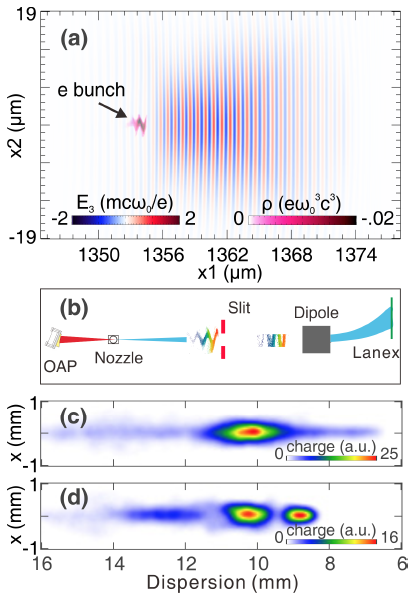 19
(a)
e bunch
x2 (μm)
E₃ (mcω₀/e)
ρ (eω₀³c³)
-2
2
0
-.02
-19
1350
1356
1362
1368
1374
x1 (μm)
(b)
Slit
Dipole
OAP
Nozzle
Lanex
(c)
1
x (mm)
-1
charge (a.u.)
0
25
(d)
1
x (mm)
-1
charge (a.u.)
0
16
16
14
12
10
8
6
Dispersion (mm)